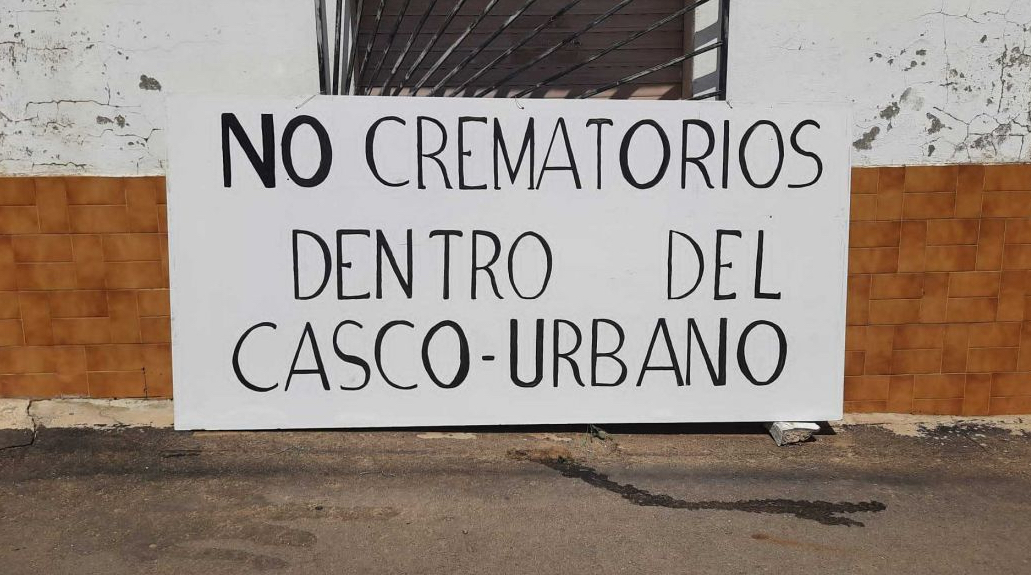 NO CREMATORIOS
DENTRO DEL
CASCO-URBANO